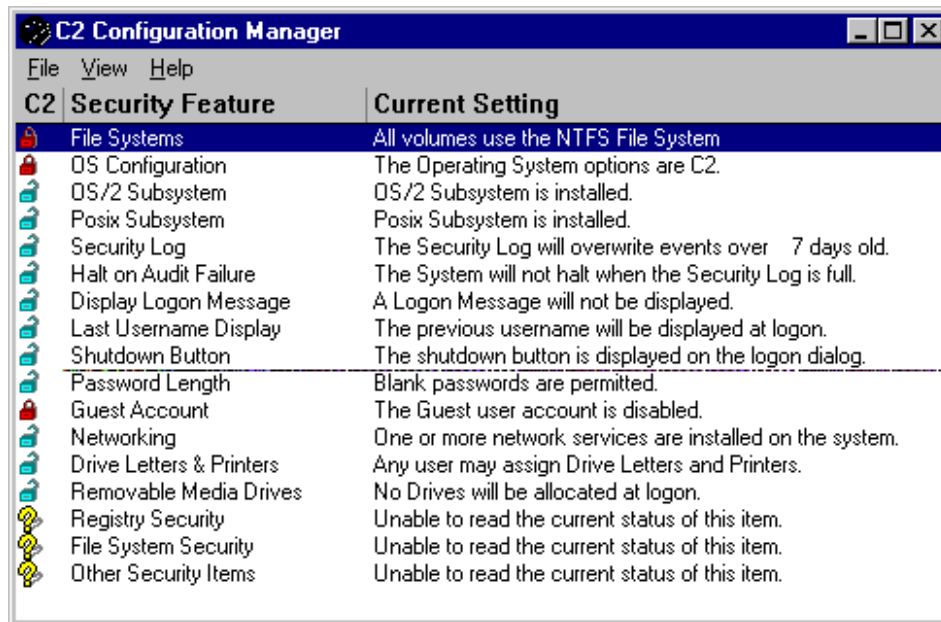 C2 Configuration Manager
File View Help
C2 Security Feature Current Setting
File Systems All volumes use the NTFS File System
OS Configuration The Operating System options are C2.
OS/2 Subsystem OS/2 Subsystem is installed.
Posix Subsystem Posix Subsystem is installed.
Security Log The Security Log will overwrite events over 7 days old.
Halt on Audit Failure The System will not halt when the Security Log is full.
Display Logon Message A Logon Message will not be displayed.
Last Username Display The previous username will be displayed at logon.
Shutdown Button The shutdown button is displayed on the logon dialog.
Password Length Blank passwords are permitted.
Guest Account The Guest user account is disabled.
Networking One or more network services are installed on the system.
Drive Letters & Printers Any user may assign Drive Letters and Printers.
Removable Media Drives No Drives will be allocated at logon.
Registry Security Unable to read the current status of this item.
File System Security Unable to read the current status of this item.
Other Security Items Unable to read the current status of this item.